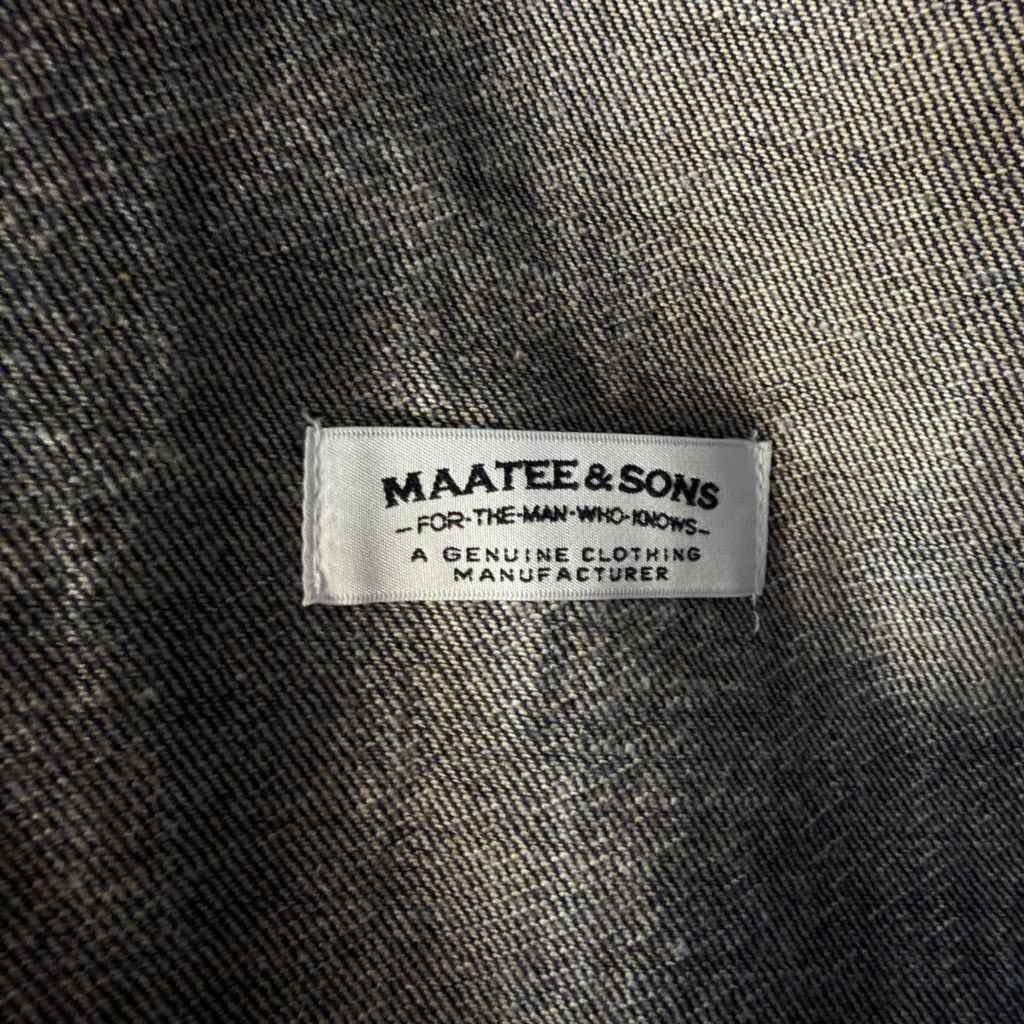 MAATEE & SONS
-FOR-THE-MAN-WHO-KNOWS-
A GENUINE CLOTHING
MANUFACTURER